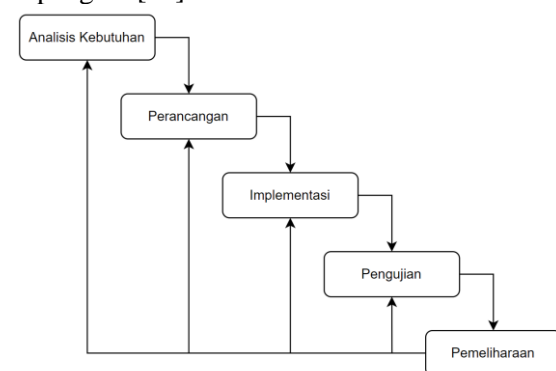 Analisis Kebutuhan
Perancangan
Implementasi
Pengujian
Pemeliharaan